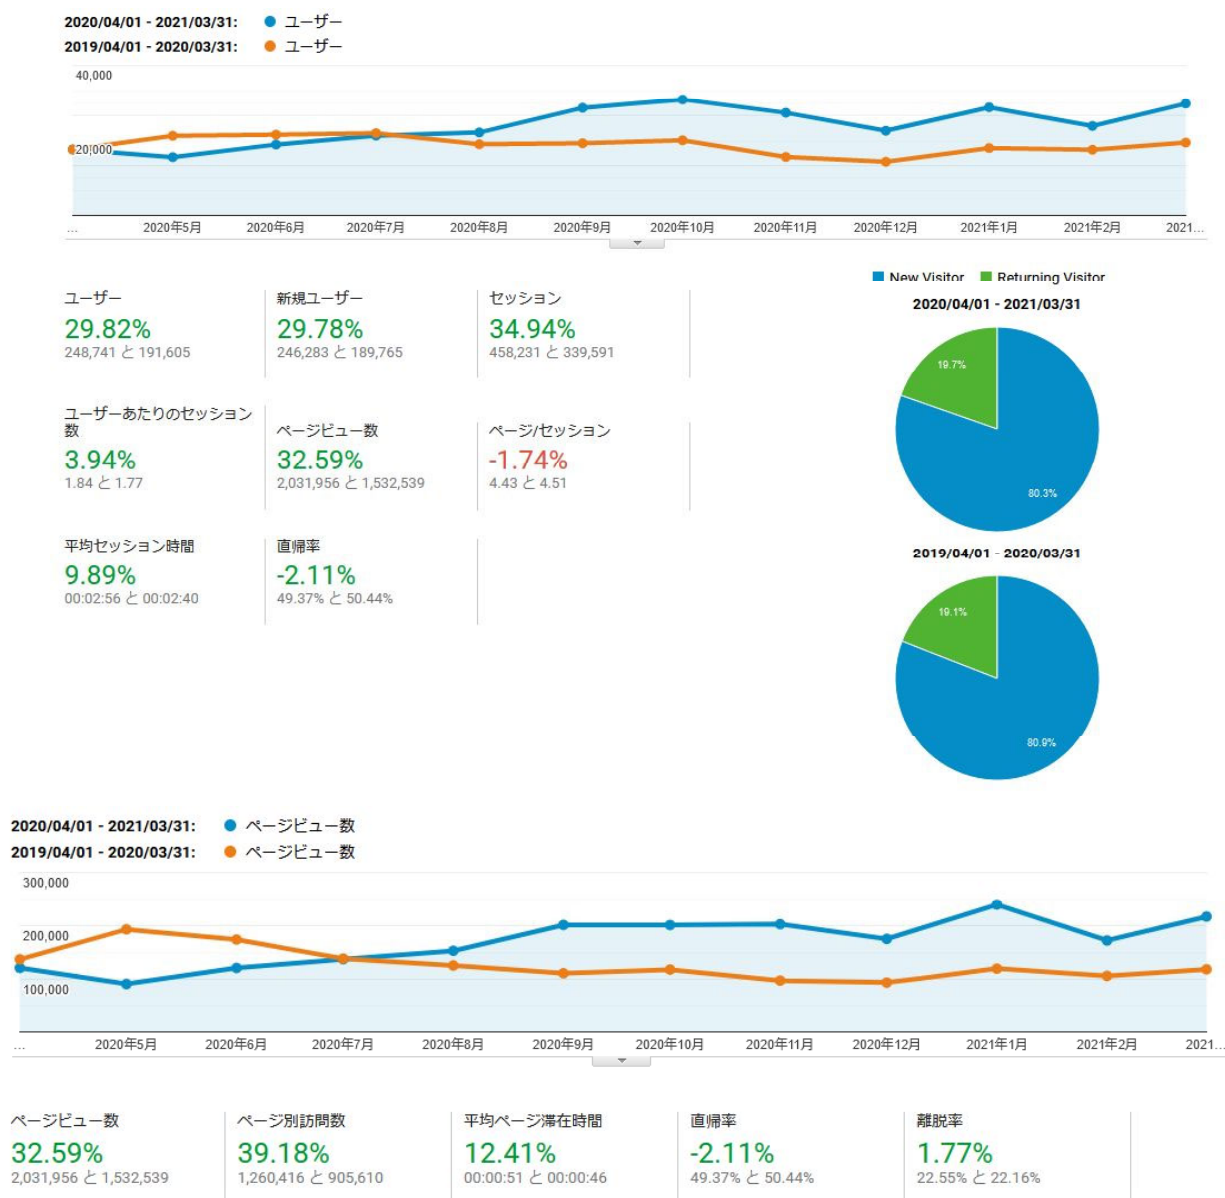 2020/04/01 - 2021/03/31: ユーザー
2019/04/01 - 2020/03/31: ユーザー
40,000
20,000
... 2020年5月 2020年6月 2020年7月 2020年8月 2020年9月 2020年10月 2020年11月 2020年12月 2021年1月 2021年2月 2021...
New Visitor Returning Visitor
2020/04/01 - 2021/03/31
19.7%
80.3%
2019/04/01 - 2020/03/31
19.1%
80.9%
ユーザー
29.82%
248,741 と 191,605
新規ユーザー
29.78%
246,283 と 189,765
セッション
34.94%
458,231 と 339,591
ユーザーあたりのセッション
数
3.94%
1.84 と 1.77
ページビュー数
32.59%
2,031,956 と 1,532,539
ページ/セッション
-1.74%
4.43 と 4.51
平均セッション時間
9.89%
00:02:56 と 00:02:40
直帰率
-2.11%
49.37% と 50.44%
2020/04/01 - 2021/03/31: ページビュー数
2019/04/01 - 2020/03/31: ページビュー数
300,000
200,000
100,000
... 2020年5月 2020年6月 2020年7月 2020年8月 2020年9月 2020年10月 2020年11月 2020年12月 2021年1月 2021年2月 2021...
ページビュー数
32.59%
2,031,956 と 1,532,539
ページ別訪問数
39.18%
1,260,416 と 905,610
平均ページ滞在時間
12.41%
00:00:51 と 00:00:46
直帰率
-2.11%
49.37% と 50.44%
離脱率
1.77%
22.55% と 22.16%